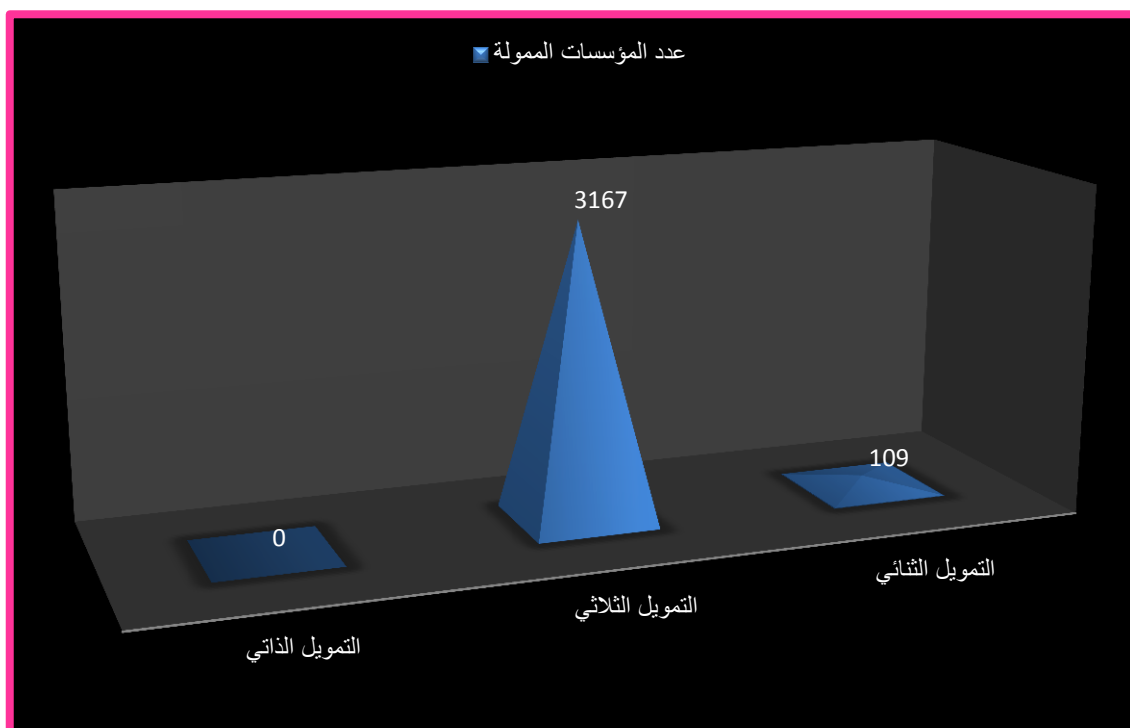 عدد المؤسسات الممولة
3167
109
0
التمويل الثنائي
التمويل الثلاثي
التمويل الذاتي